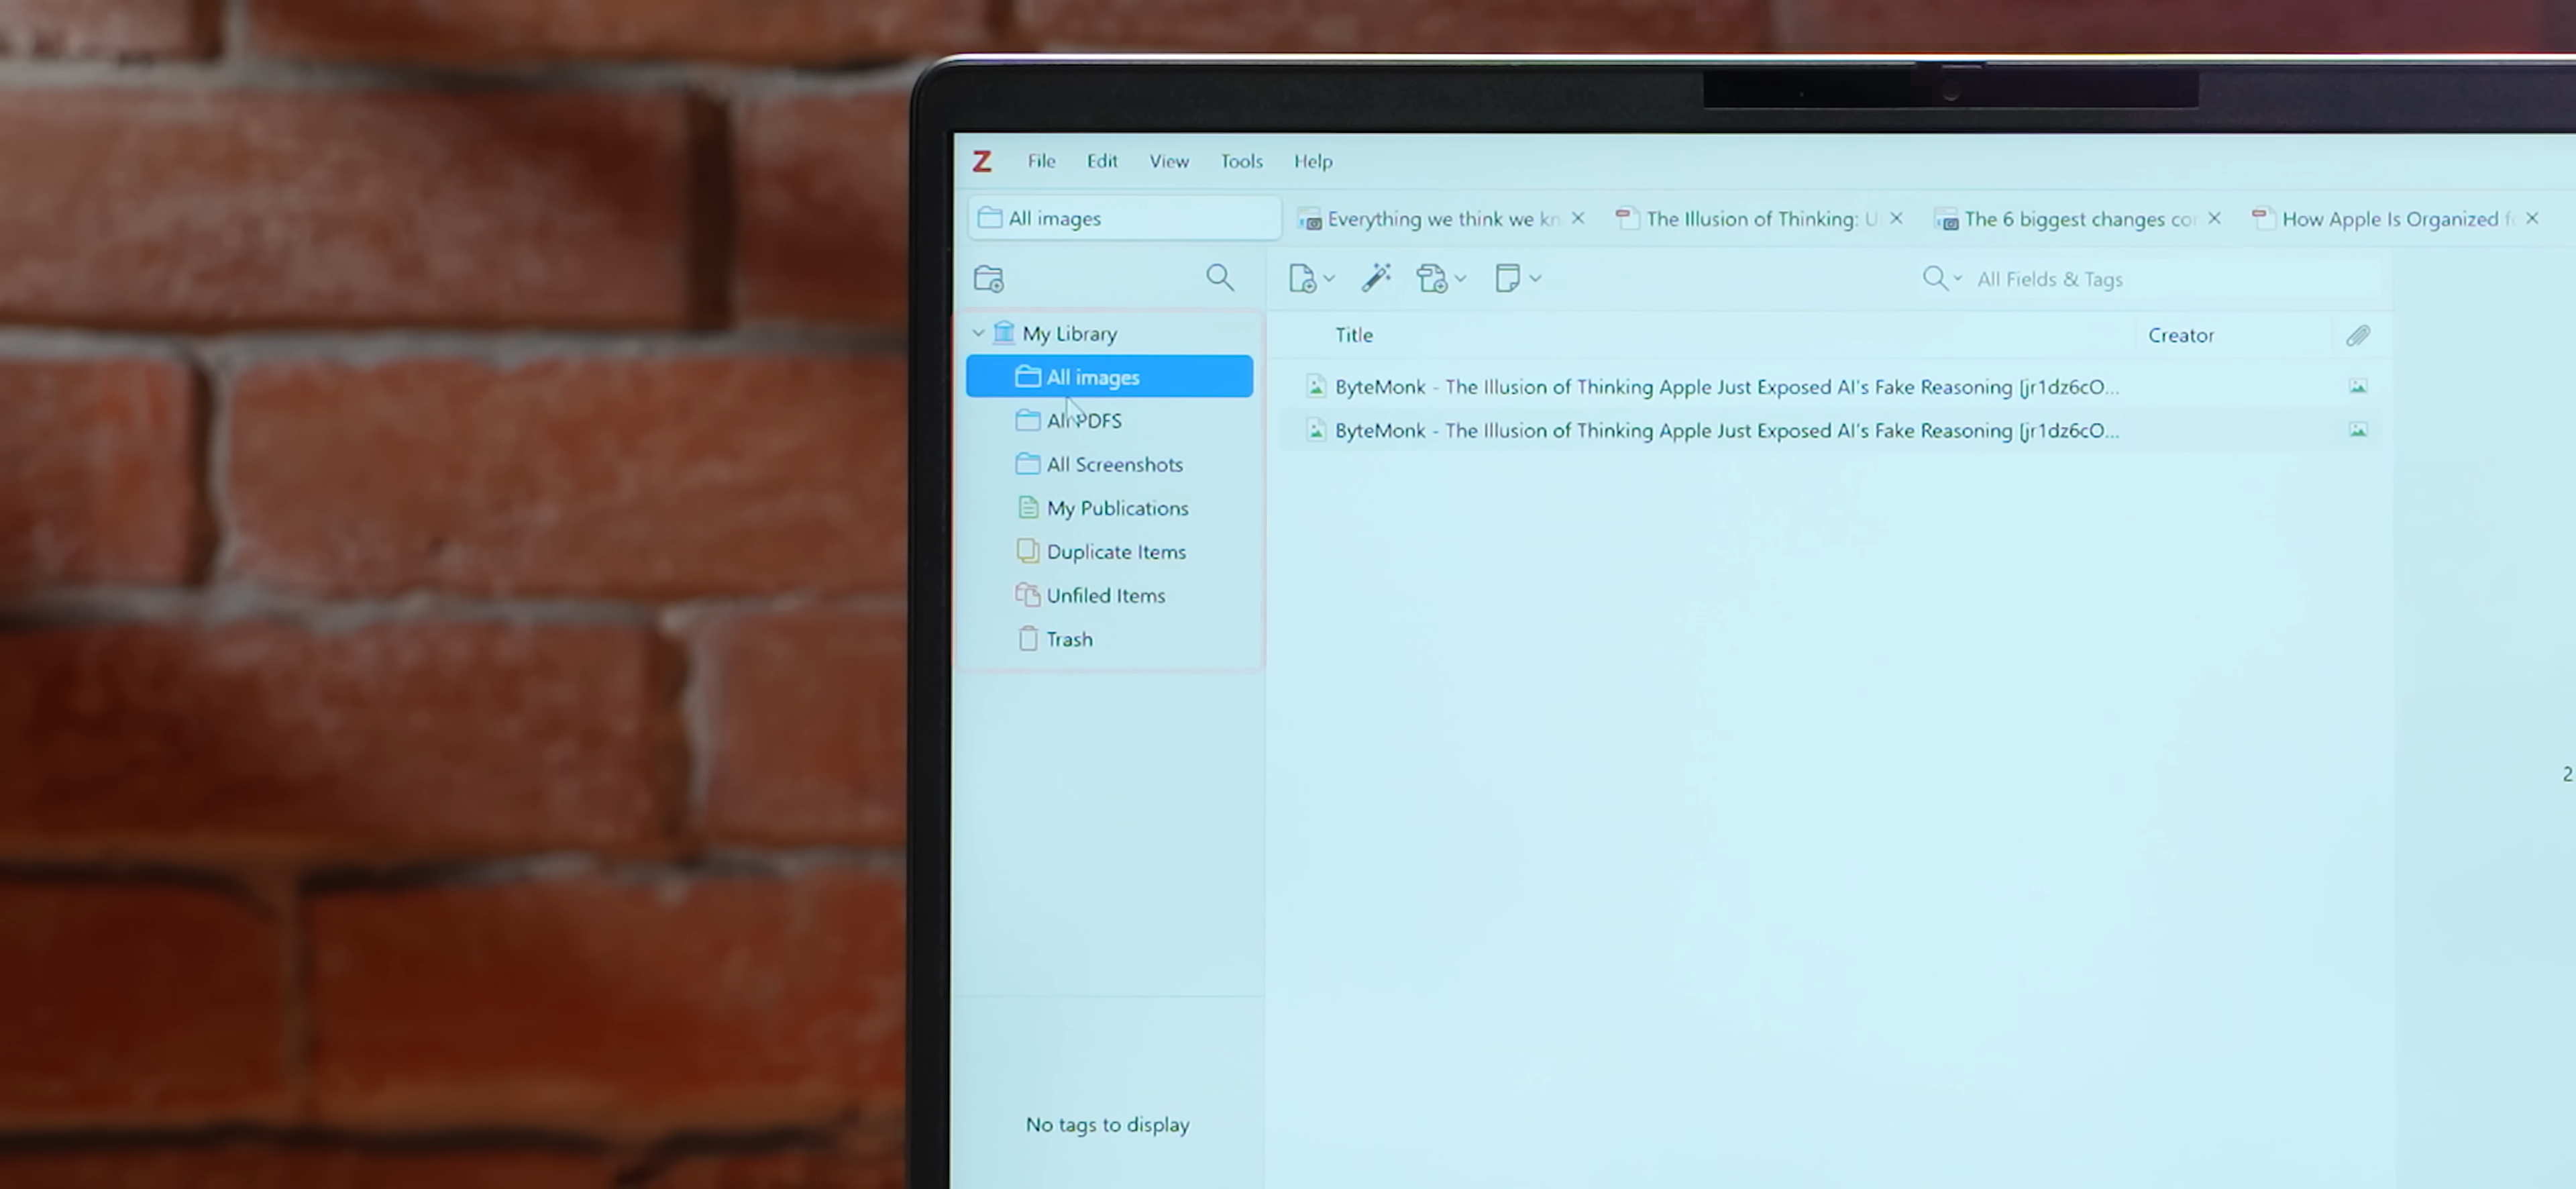 Z File Edit View Tools Help
All images Everything we think we kn The Illusion of Thinking: U The 6 biggest changes co How Apple Is Organized f
All Fields & Tags
My Library
Title Creator
All images
ByteMonk - The Illusion of Thinking Apple Just Exposed AI's Fake Reasoning [jr1dz6cO...
All PDFS
ByteMonk - The Illusion of Thinking Apple Just Exposed AI's Fake Reasoning [jr1dz6cO...
All Screenshots
My Publications
Duplicate Items
Unfiled Items
Trash
2
No tags to display